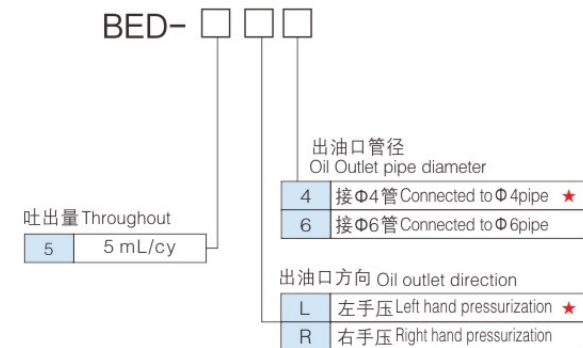 BED-
出油口管径
Oil Outlet pipe diameter
4 接Φ4管 Connected to Φ 4pipe ★
6 接Φ6管 Connected to Φ 6pipe
吐出量 Throughout
5 5 mL/cy
出油口方向 Oil outlet direction
L 左手压 Left hand pressurization ★
R 右手压 Right hand pressurization